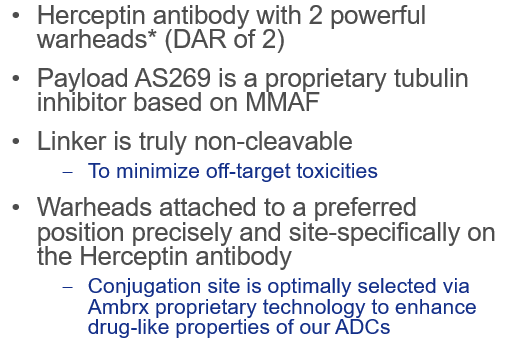 • Herceptin antibody with 2 powerful
warheads* (DAR of 2)
• Payload AS269 is a proprietary tubulin
inhibitor based on MMAF
• Linker is truly non-cleavable
– To minimize off-target toxicities
• Warheads attached to a preferred
position precisely and site-specifically on
the Herceptin antibody
– Conjugation site is optimally selected via
Ambrx proprietary technology to enhance
drug-like properties of our ADCs